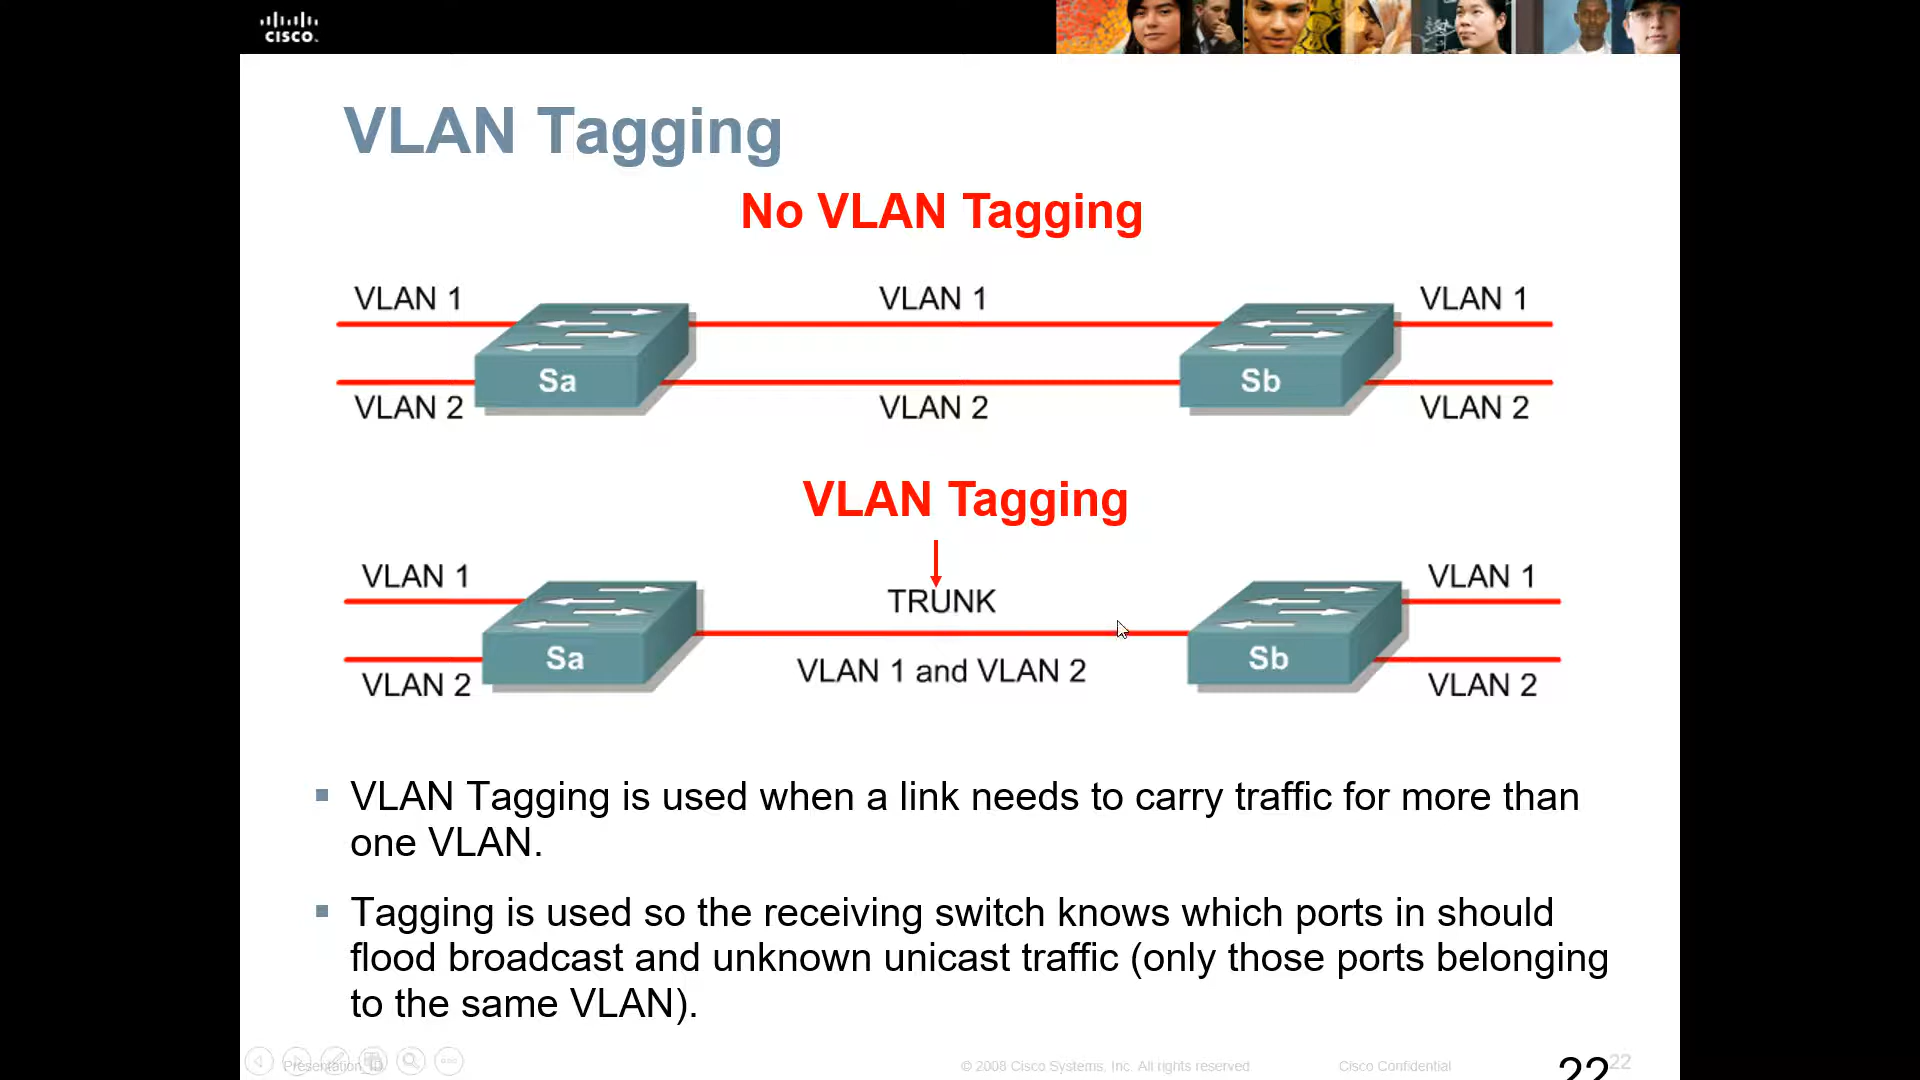 CISCO.
VLAN Tagging
No VLAN Tagging
VLAN 1 VLAN 1 VLAN 1
Sa Sb
VLAN 2 VLAN 2 VLAN 2
VLAN Tagging
VLAN 1 VLAN 1
TRUNK
Sa Sb
VLAN 1 and VLAN 2
VLAN 2 VLAN 2
VLAN Tagging is used when a link needs to carry traffic for more than
one VLAN.
Tagging is used so the receiving switch knows which ports in should
flood broadcast and unknown unicast traffic (only those ports belonging
to the same VLAN).
Presentation_ID © 2008 Cisco Systems, Inc. All rights reserved. Cisco Confidential 22 22